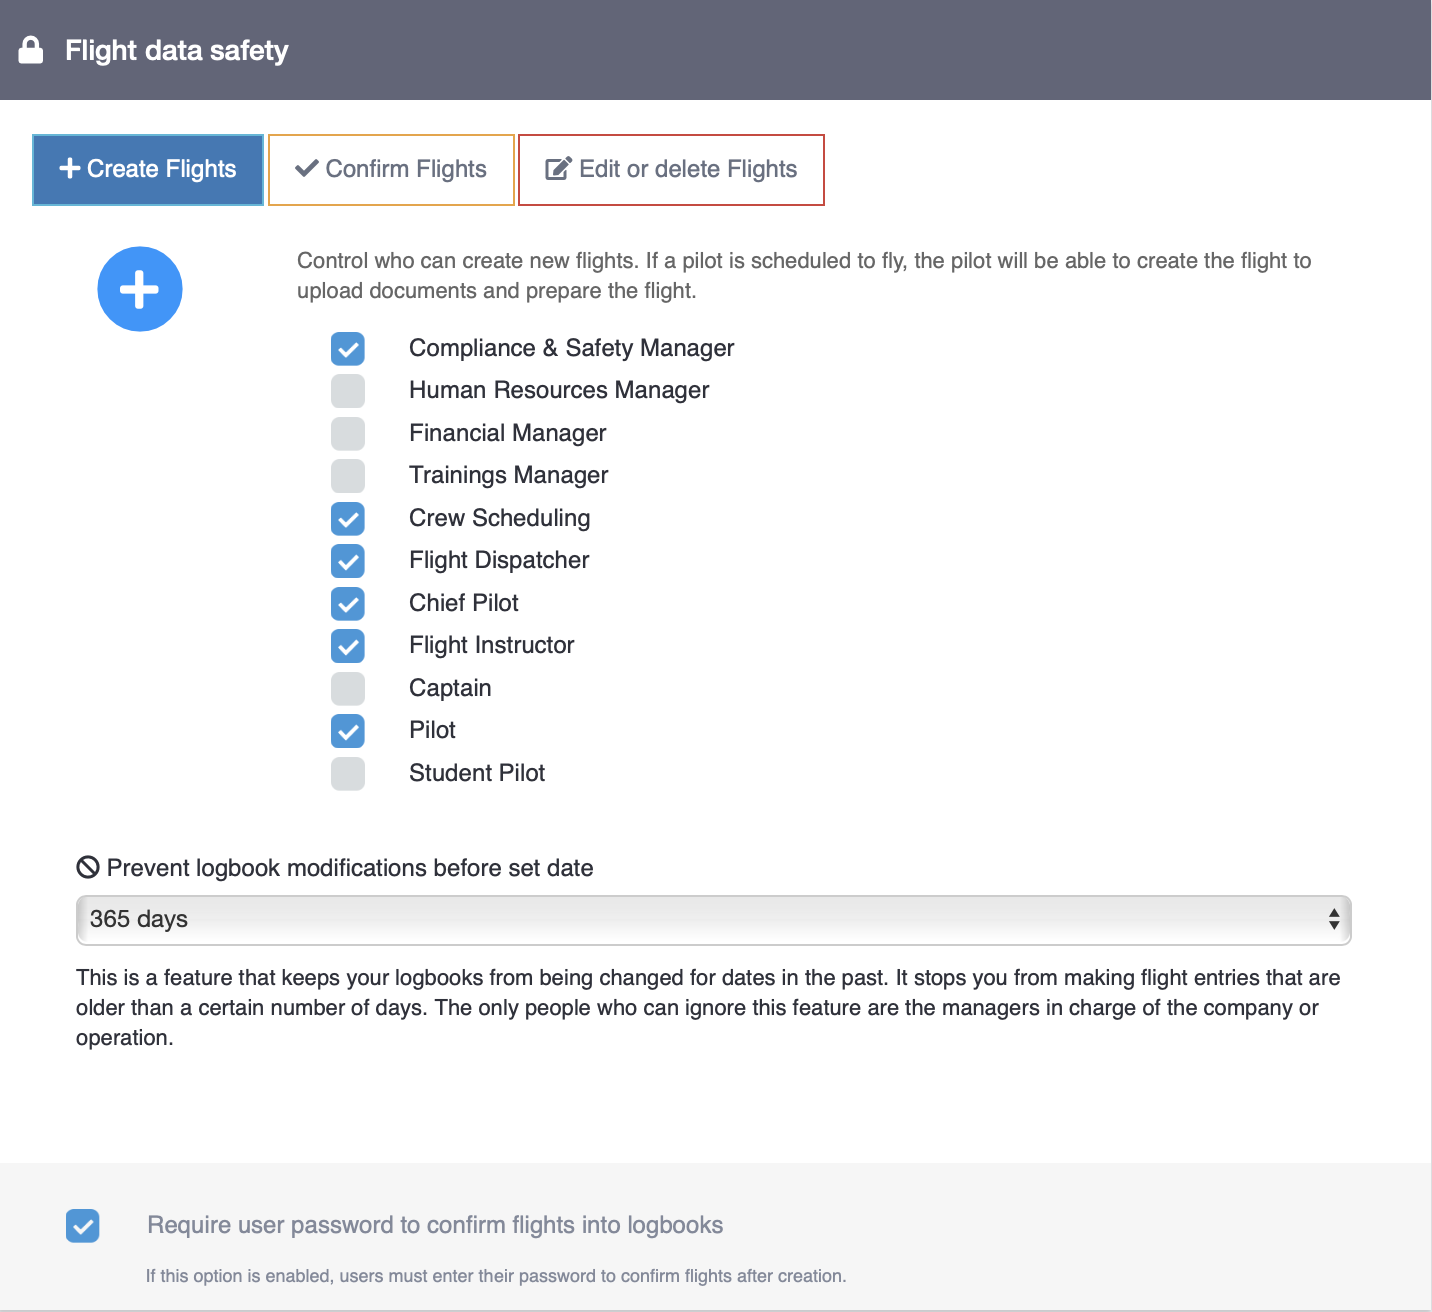 Flight data safety
Create Flights
Confirm Flights
Edit or delete Flights
Control who can create new flights. If a pilot is scheduled to fly, the pilot will be able to create the flight to
upload documents and prepare the flight.
Compliance & Safety Manager
Human Resources Manager
Financial Manager
Trainings Manager
Crew Scheduling
Flight Dispatcher
Chief Pilot
Flight Instructor
Captain
Pilot
Student Pilot
Prevent logbook modifications before set date
365 days
This is a feature that keeps your logbooks from being changed for dates in the past. It stops you from making flight entries that are
older than a certain number of days. The only people who can ignore this feature are the managers in charge of the company or
operation.
Require user password to confirm flights into logbooks
If this option is enabled, users must enter their password to confirm flights after creation.